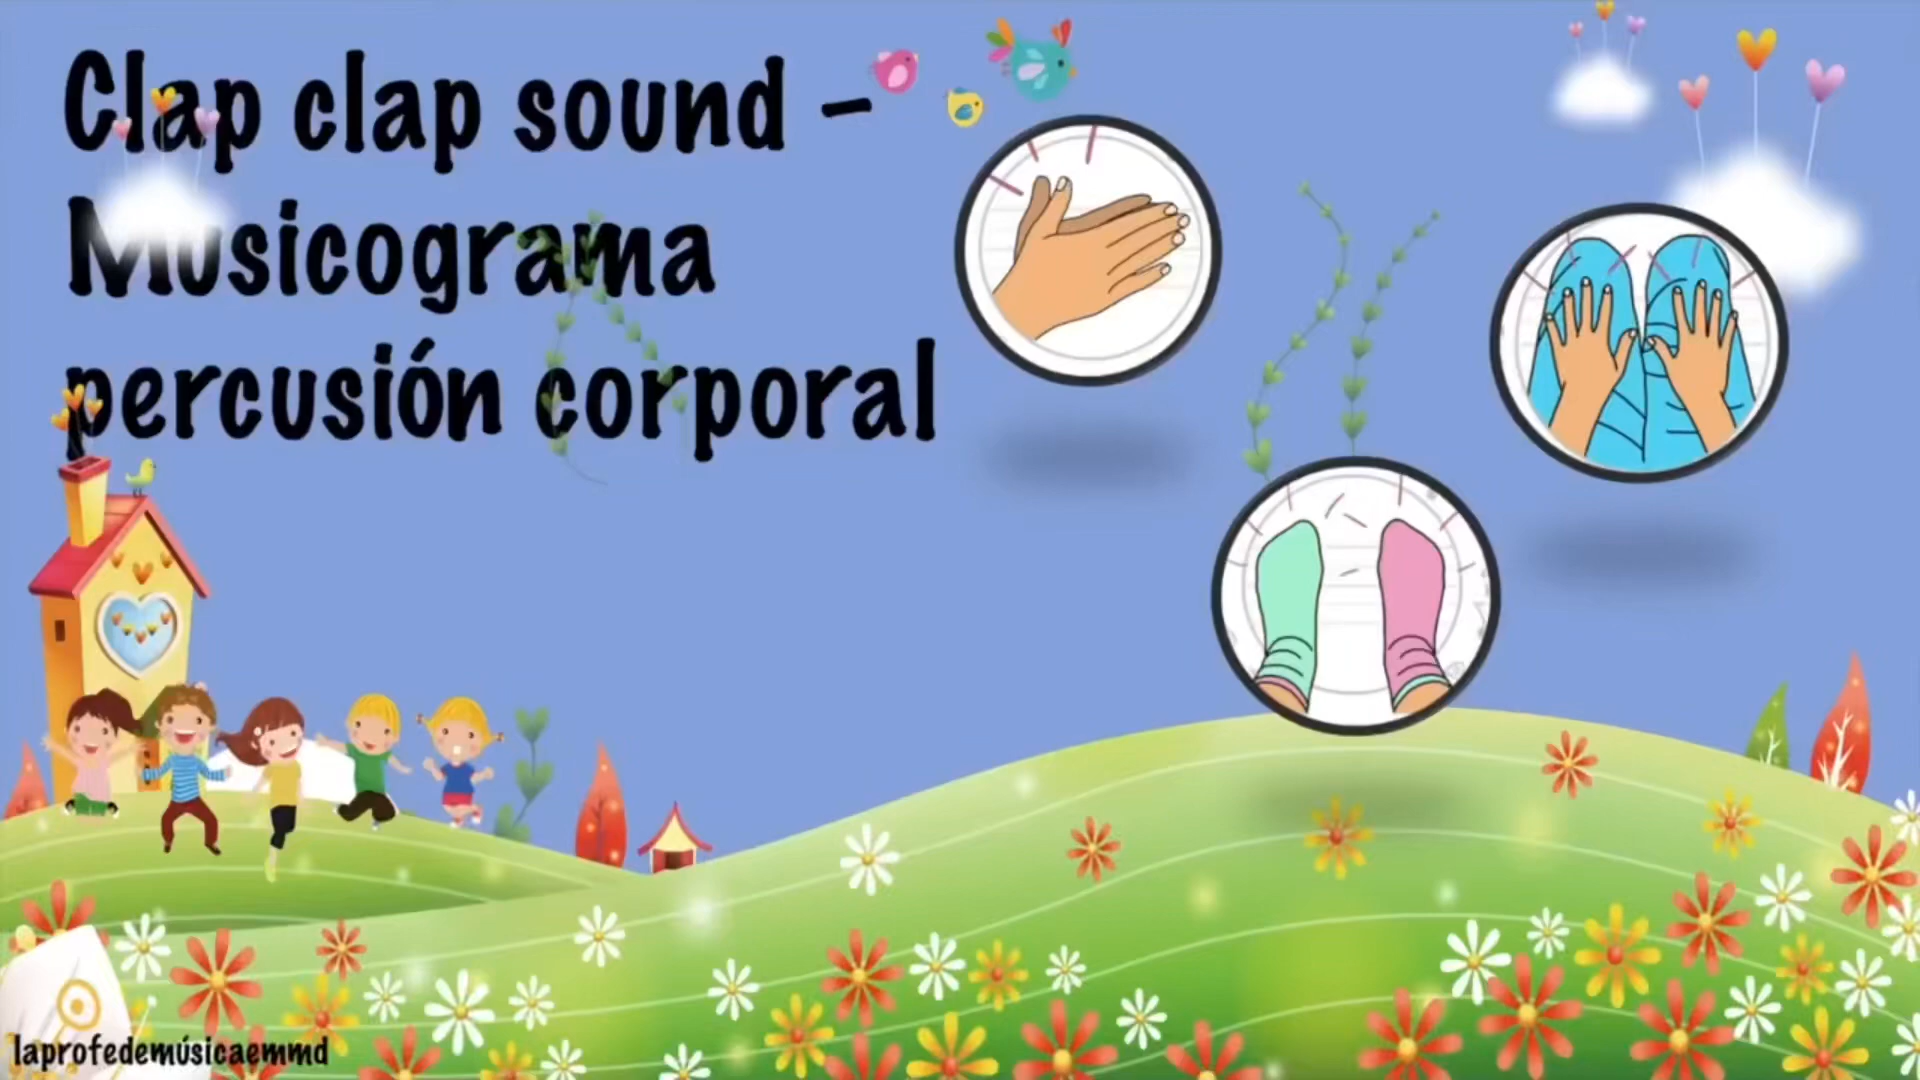 Clap clap sound -
Musicograma
percusión corporal
laprofedemúsicaemmd